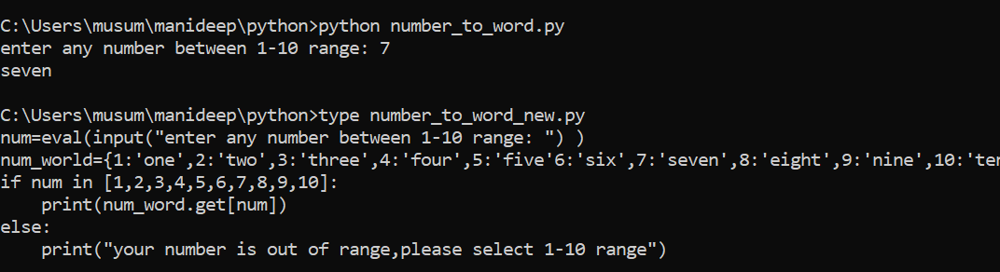 C:\Users\musum\manideep\python>python number_to_word.py
enter any number between 1-10 range: 7
seven
C:\Users\musum\manideep\python>type number_to_word_new.py
num=eval(input("enter any number between 1-10 range: ") )
num_world={1:'one',2:'two',3:'three',4:'four',5:'five'6:'six',7:'seven',8:'eight',9:'nine',10:'ter
if num in [1,2,3,4,5,6,7,8,9,10]:
    print(num_word.get[num])
else:
    print("your number is out of range,please select 1-10 range")